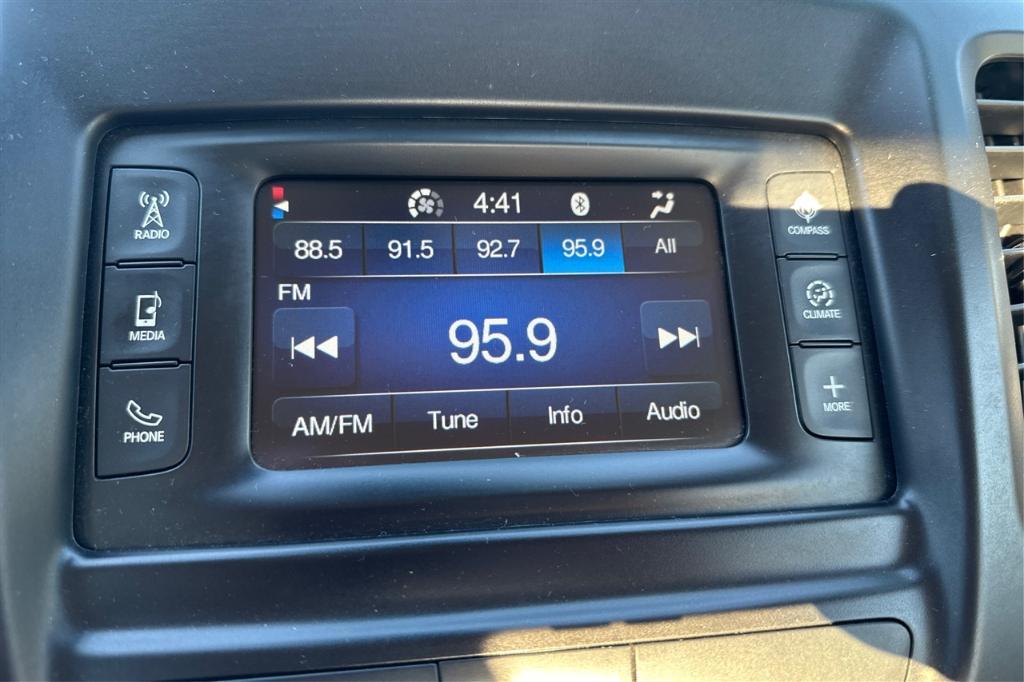 RADIO
MEDIA
PHONE
4:41
88.5 91.5 92.7 95.9 All
FM
95.9
AM/FM Tune Info Audio
COMPASS
CLIMATE
MORE